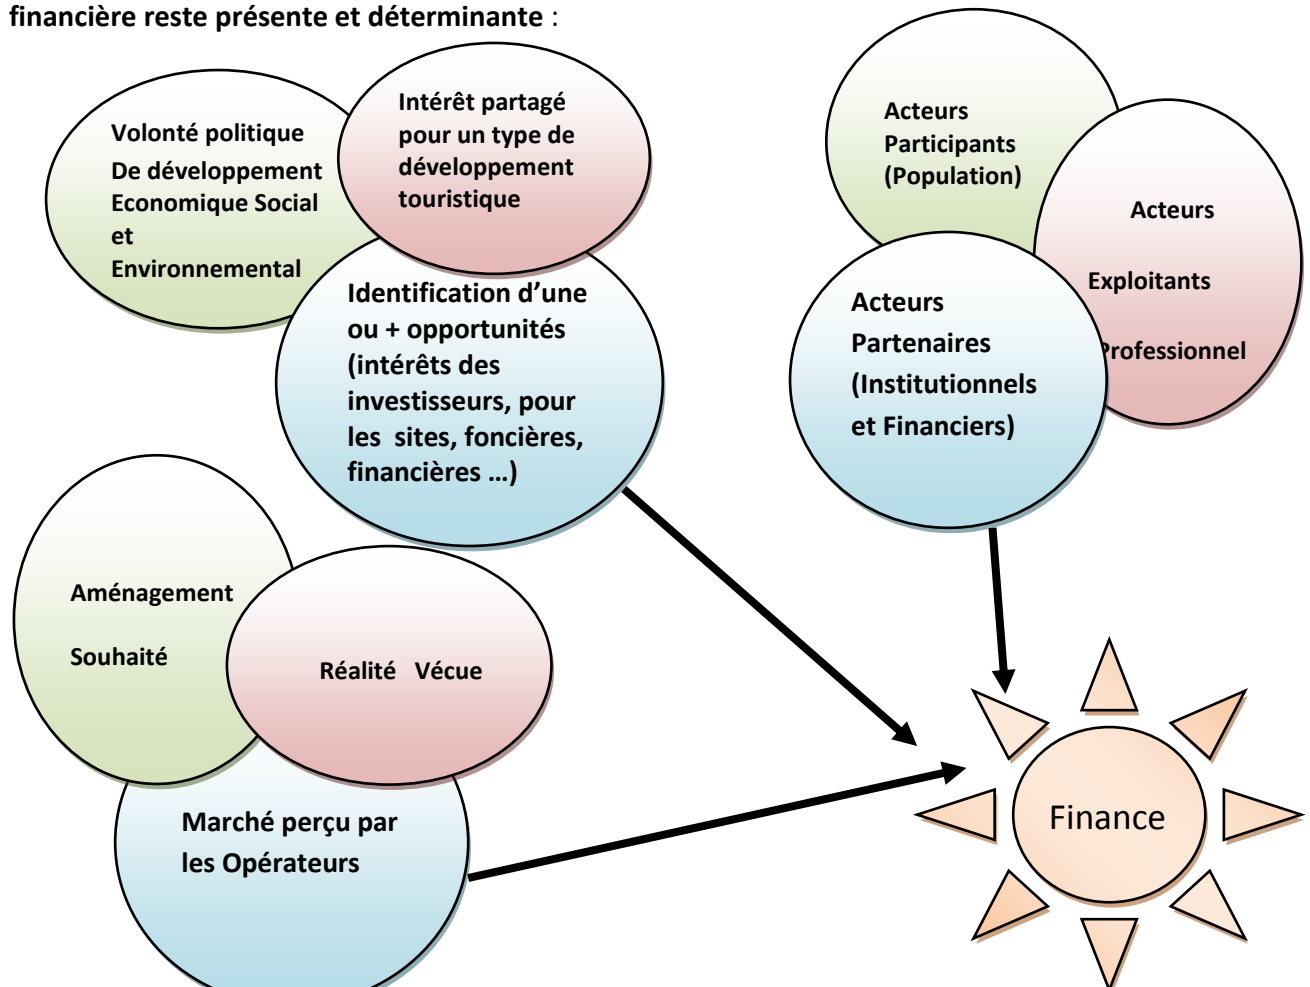 financière reste présente et déterminante :
Volonté politique
De développement
Economique Social
et
Environnemental
Intérêt partagé
pour un type de
développement
touristique
Identification d’une
ou + opportunités
(intérêts des
investisseurs, pour
les sites, foncières,
financières …)
Acteurs
Participants
(Population)
Acteurs
Exploitants
Professionnel
Acteurs
Partenaires
(Institutionnels
et Financiers)
Aménagement
Souhaité
Réalité Vécue
Marché perçu par
les Opérateurs
Finance